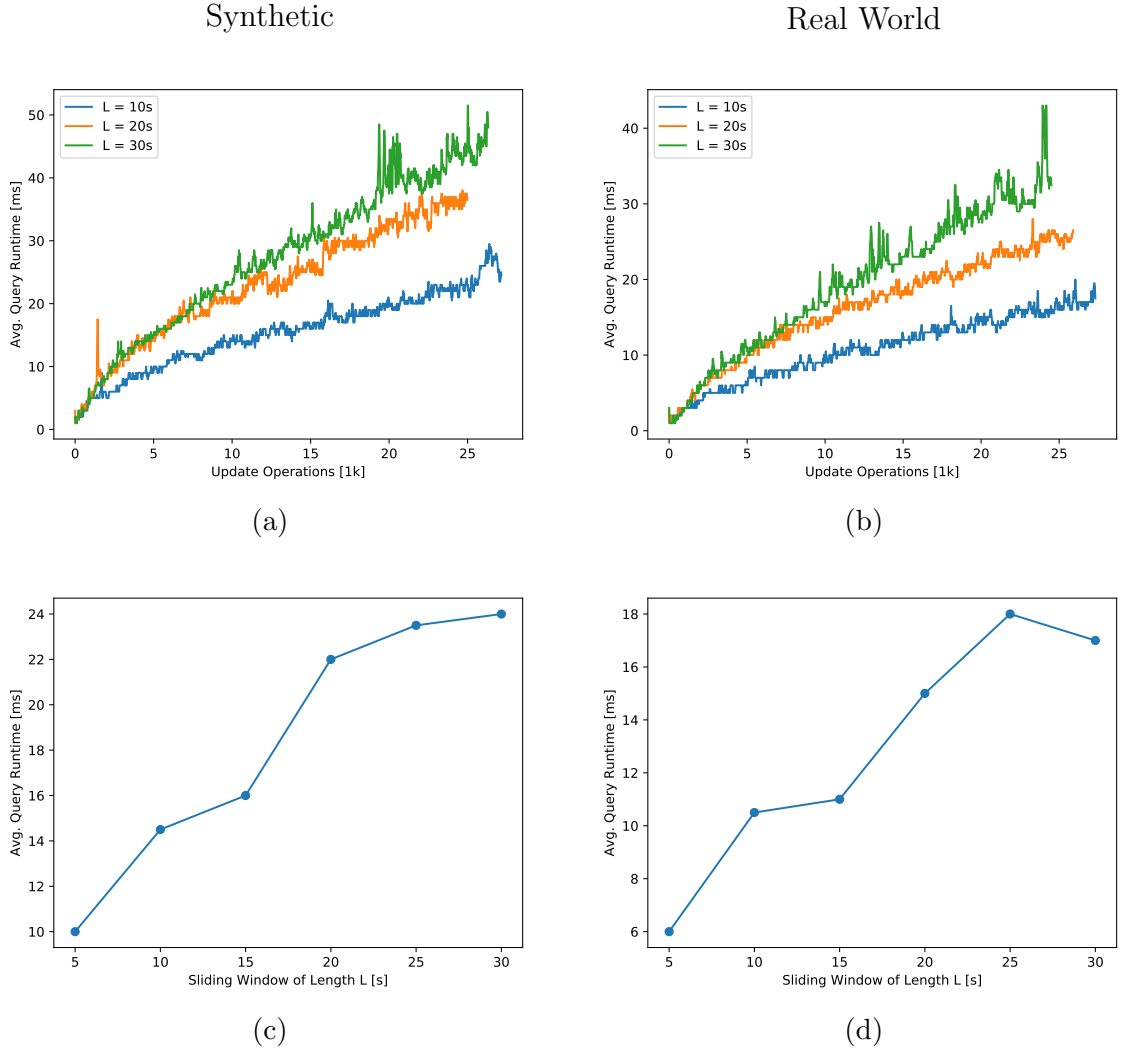 Synthetic
Real World
L = 10s
L = 20s
L = 30s
50
40
30
20
10
0
Avg. Query Runtime [ms]
0 5 10 15 20 25
Update Operations [1k]
(a)
L = 10s
L = 20s
L = 30s
40
30
20
10
0
Avg. Query Runtime [ms]
0 5 10 15 20 25
Update Operations [1k]
(b)
24
22
20
18
16
14
12
10
Avg. Query Runtime [ms]
5 10 15 20 25 30
Sliding Window of Length L [s]
(c)
18
16
14
12
10
8
6
Avg. Query Runtime [ms]
5 10 15 20 25 30
Sliding Window of Length L [s]
(d)